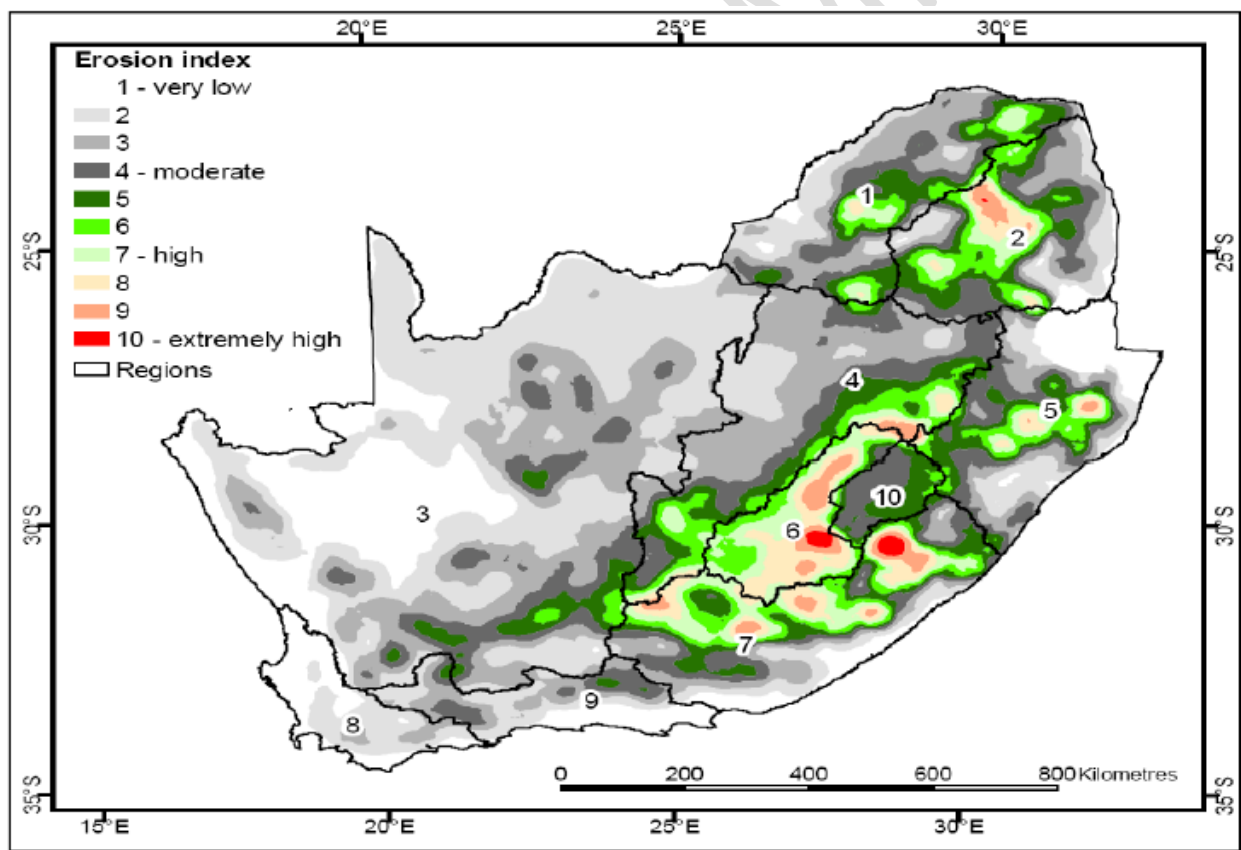 20°E 25°E 30°E
Erosion index
1 - very low
2
3
4 - moderate
5
6
7 - high
8
9
10 - extremely high
Regions
1
2
25°S 25°S
4
5
10
3
6
30°S 30°S
7
9
8
0 200 400 600 800 Kilometres
35°S 35°S
15°E 20°E 25°E 30°E